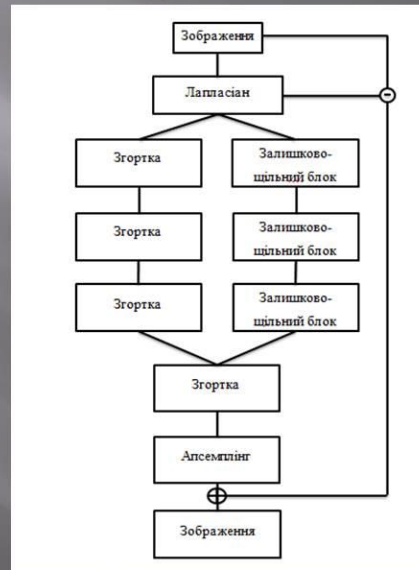 Зображення
Лапласіан
Згортка
Залишково-
щільний блок
Згортка
Залишково-
щільний блок
Згортка
Залишково-
щільний блок
Згортка
Апсемплінг
Зображення